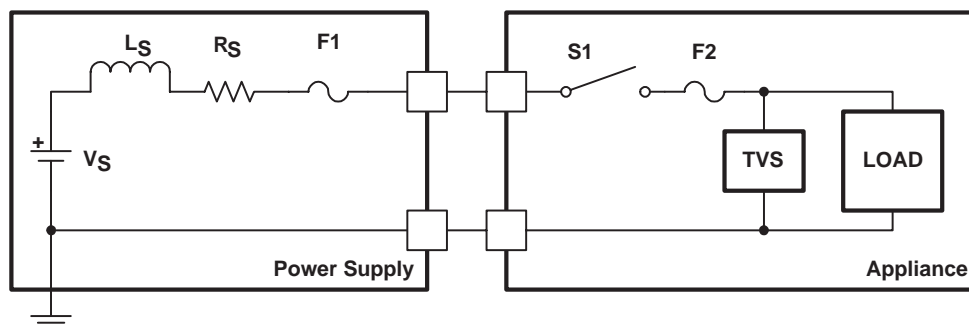 LS
RS
F1
S1
F2
+
VS
TVS
LOAD
Power Supply
Appliance